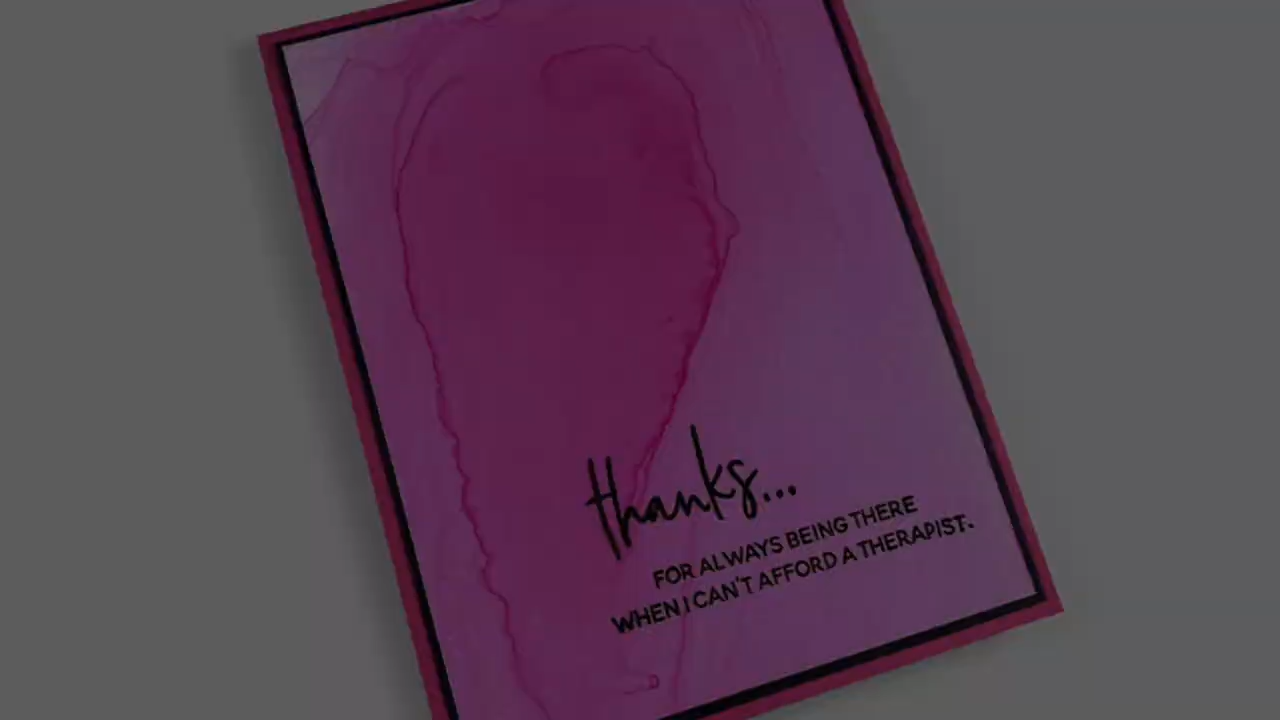 thanks...
FOR ALWAYS BEING THERE
WHEN I CAN'T AFFORD A THERAPIST.